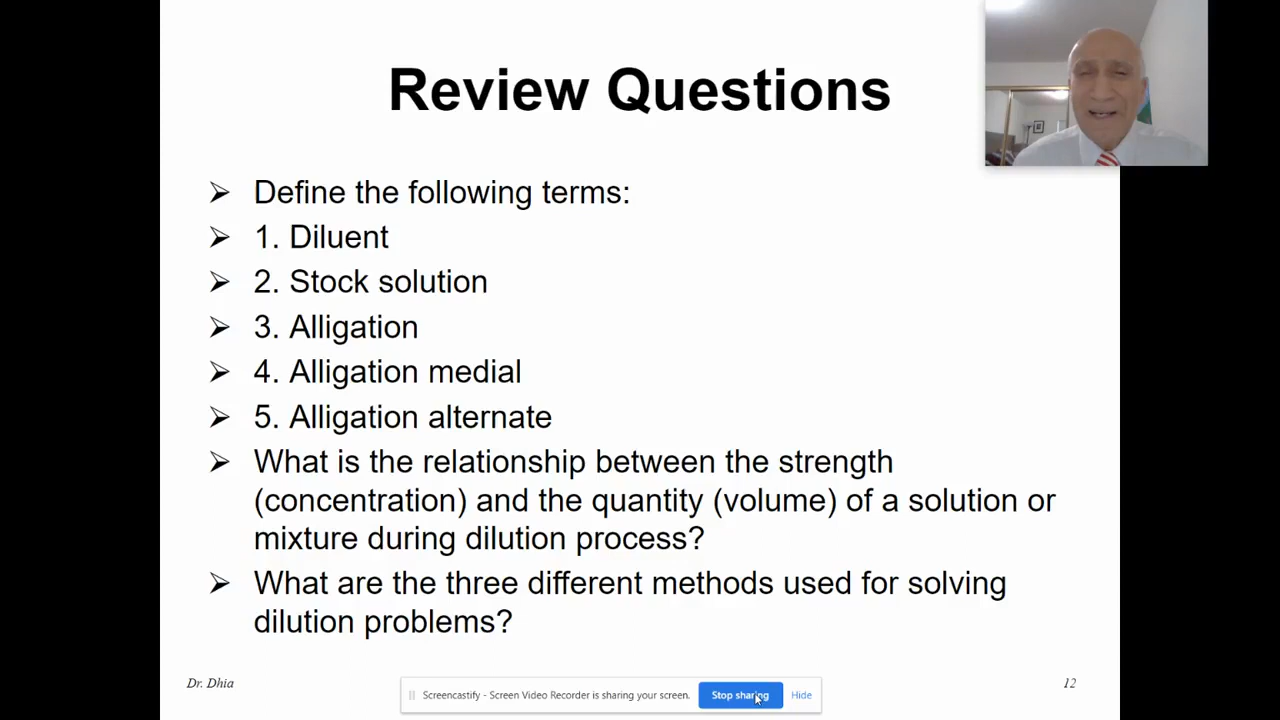 Review Questions
➢ Define the following terms:
➢ 1. Diluent
➢ 2. Stock solution
➢ 3. Alligation
➢ 4. Alligation medial
➢ 5. Alligation alternate
➢ What is the relationship between the strength
(concentration) and the quantity (volume) of a solution or
mixture during dilution process?
➢ What are the three different methods used for solving
dilution problems?
Dr. Dhia
Screencastify - Screen Video Recorder is sharing your screen.
Stop sharing
Hide
12